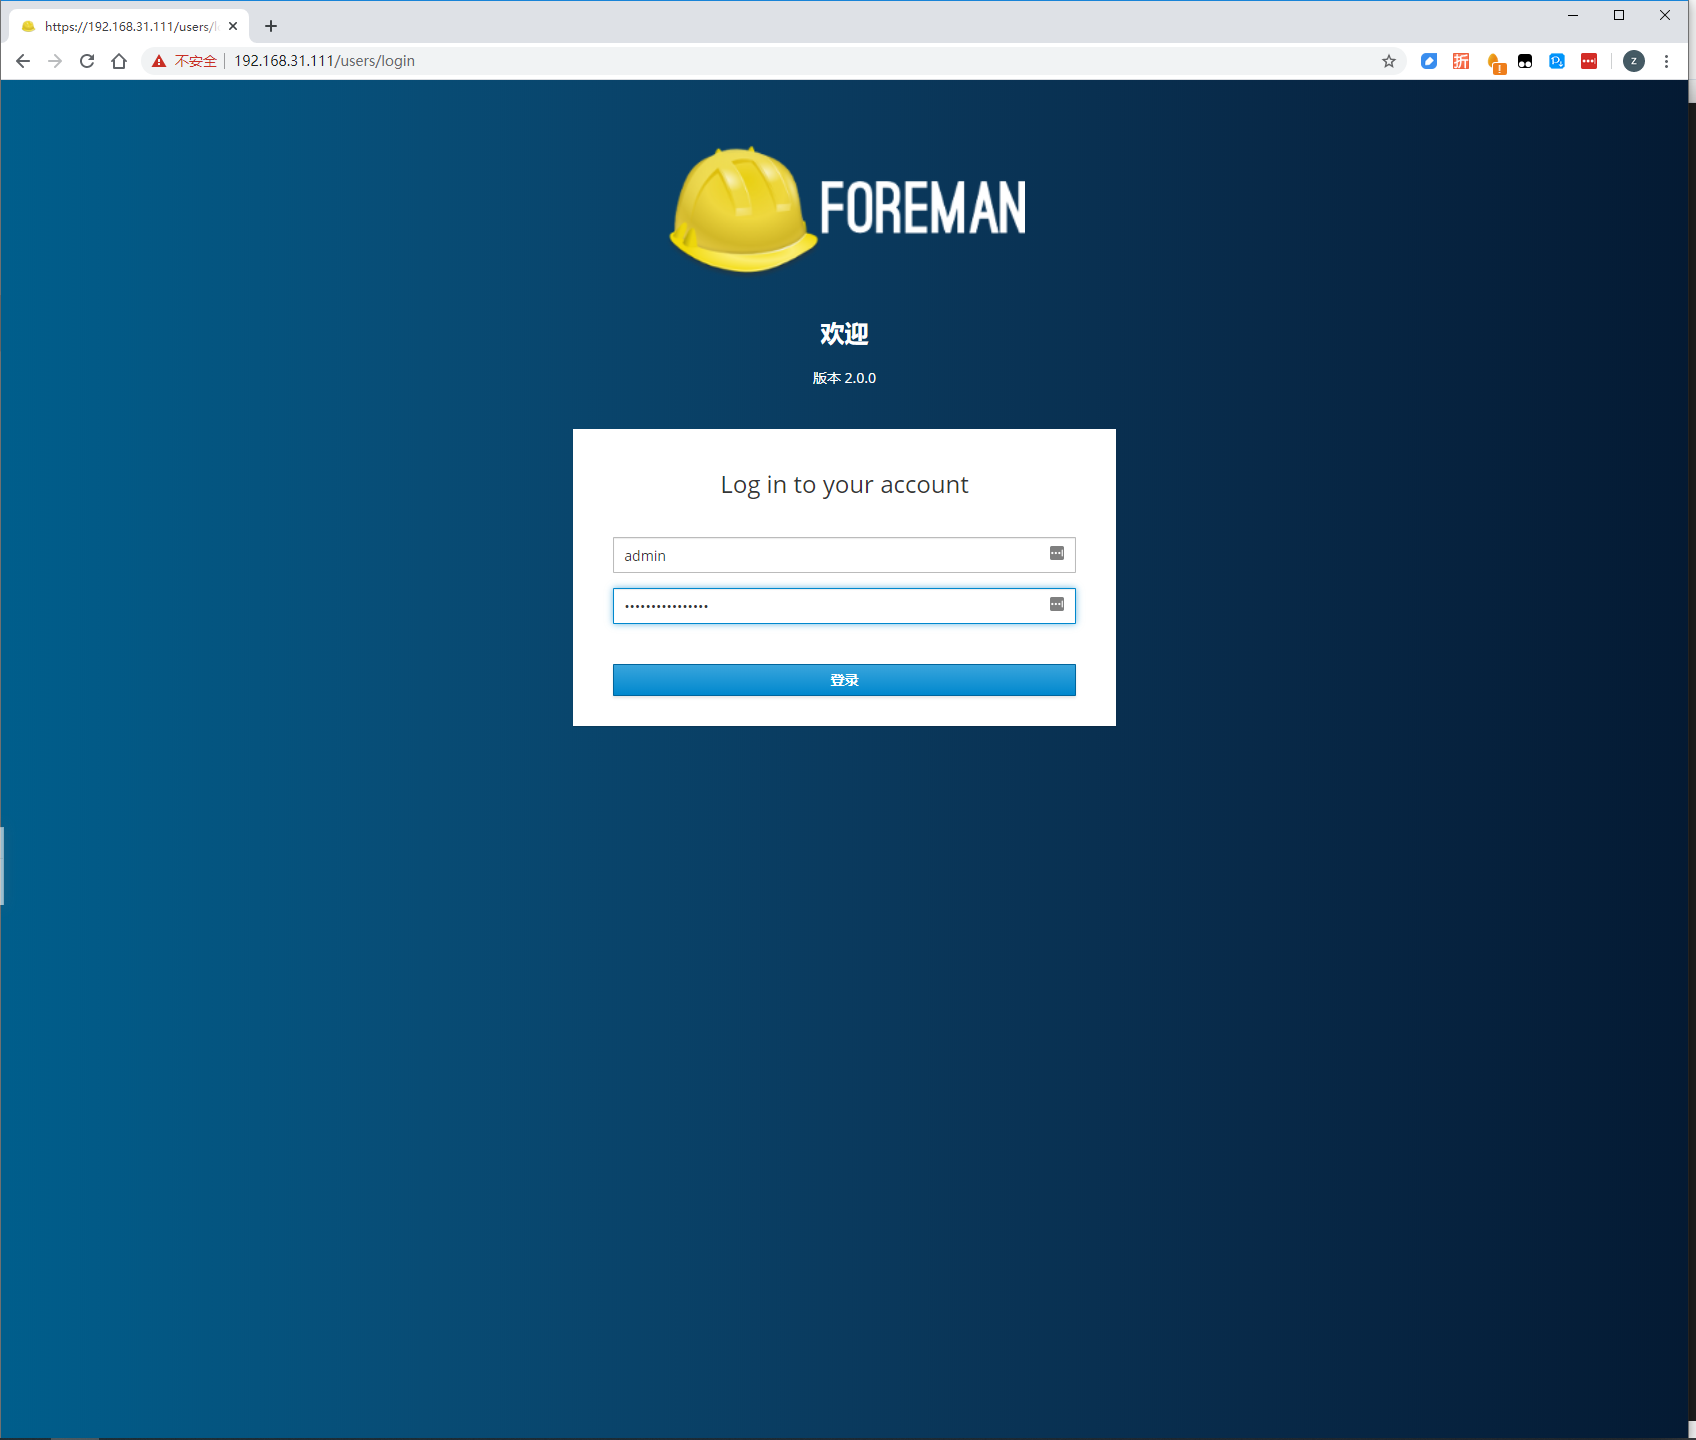 https://192.168.31.111/users/l
不安全
192.168.31.111/users/login
折
Z
FOREMAN
欢迎
版本 2.0.0
Log in to your account
admin
••••••••••••••••
登录